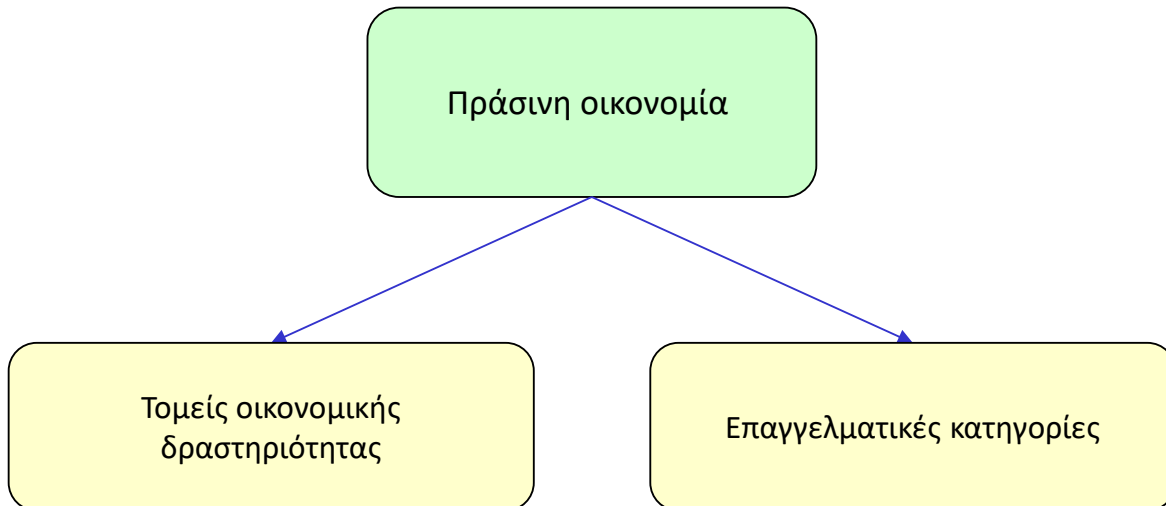 Πράσινη οικονομία
Τομείς οικονομικής
δραστηριότητας
Επαγγελματικές κατηγορίες